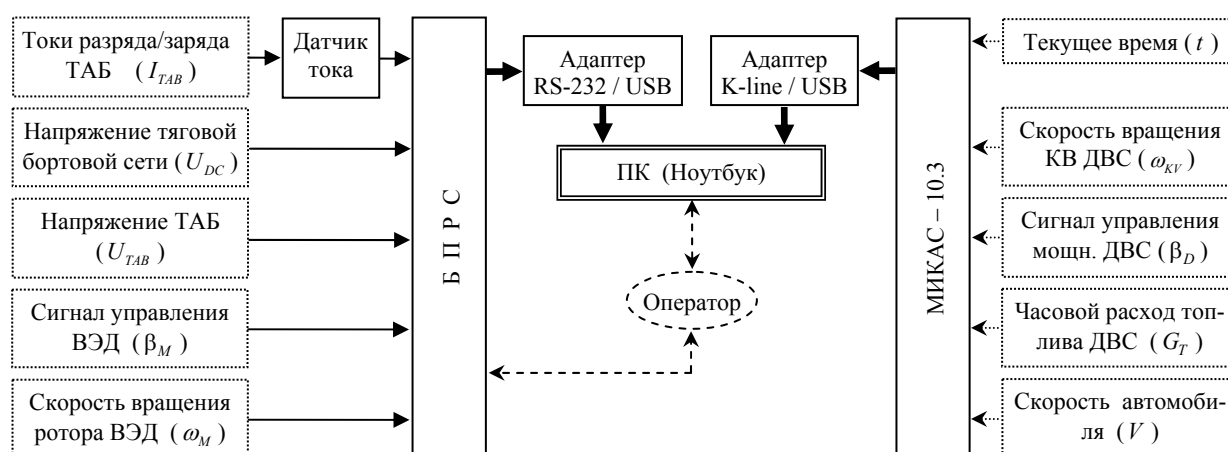 Токи разряда/заряда
ТАБ (I_TAB)
Датчик
тока
Напряжение тяговой
бортовой сети (U_DC)
Напряжение ТАБ
(U_TAB)
Сигнал управления
ВЭД (β_M)
Скорость вращения
ротора ВЭД (ω_M)
Б П Р С
Адаптер
RS-232 / USB
Адаптер
K-line / USB
ПК (Ноутбук)
Оператор
МИКАС – 10.3
Текущее время (t)
Скорость вращения
КВ ДВС (ω_KV)
Сигнал управления
мощн. ДВС (β_D)
Часовой расход топ-
лива ДВС (G_T)
Скорость автомоби-
ля (V)